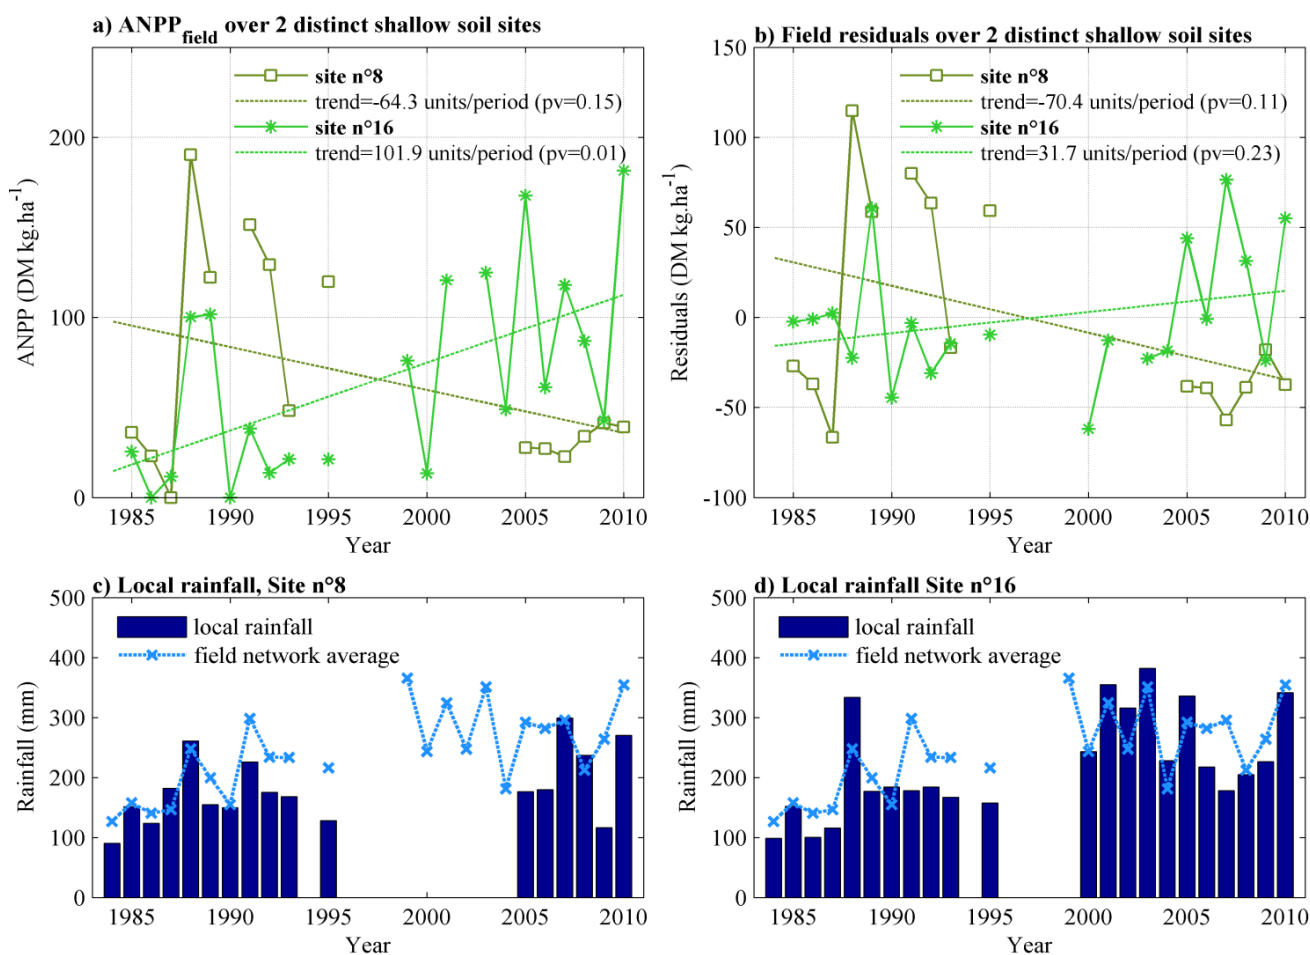 a) ANPPfield over 2 distinct shallow soil sites
site n°8
trend=-64.3 units/period (pv=0.15)
site n°16
trend=101.9 units/period (pv=0.01)
ANPP (DM kg.ha-1)
200
100
0
1985 1990 1995 2000 2005 2010
Year
b) Field residuals over 2 distinct shallow soil sites
site n°8
trend=-70.4 units/period (pv=0.11)
site n°16
trend=31.7 units/period (pv=0.23)
Residuals (DM kg.ha-1)
150
100
50
0
-50
-100
1985 1990 1995 2000 2005 2010
Year
c) Local rainfall, Site n°8
local rainfall
field network average
Rainfall (mm)
500
400
300
200
100
0
1985 1990 1995 2000 2005 2010
Year
d) Local rainfall Site n°16
local rainfall
field network average
Rainfall (mm)
500
400
300
200
100
0
1985 1990 1995 2000 2005 2010
Year